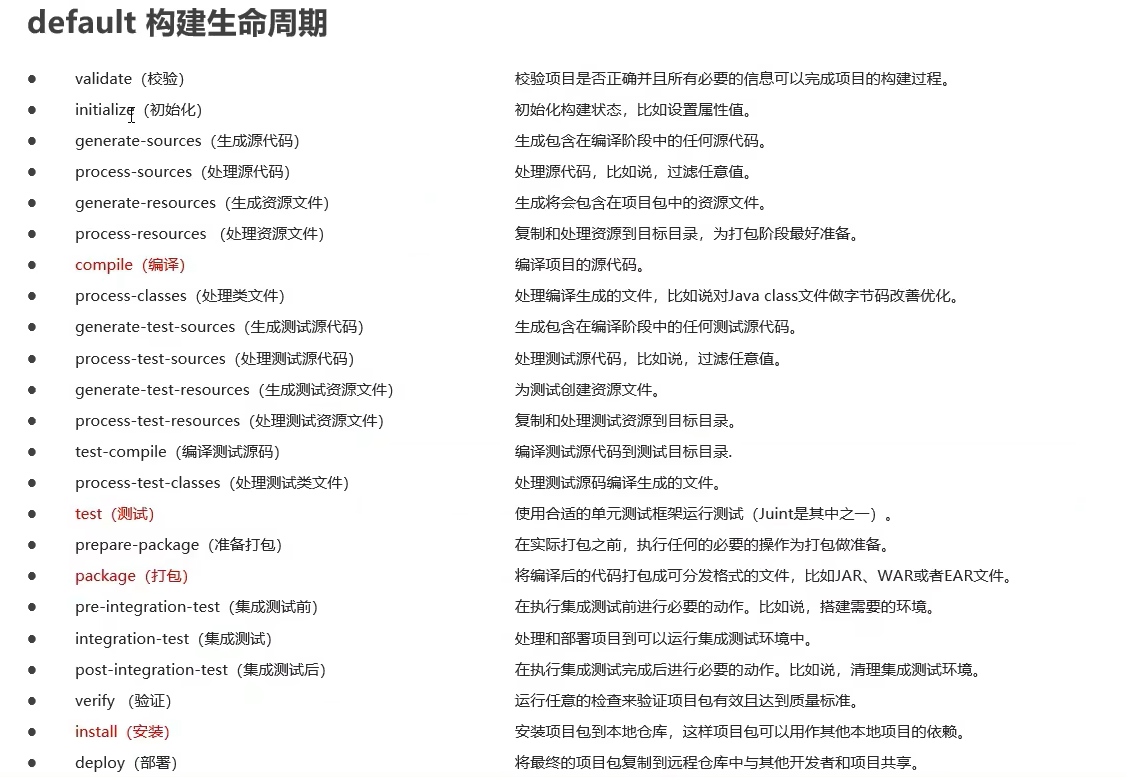 default 构建生命周期
● validate（校验） 校验项目是否正确并且所有必要的信息可以完成项目的构建过程。
● initialize（初始化） 初始化构建状态，比如设置属性值。
● generate-sources（生成源代码） 生成包含在编译阶段中的任何源代码。
● process-sources（处理源代码） 处理源代码，比如说，过滤任意值。
● generate-resources（生成资源文件） 生成将会包含在项目包中的资源文件。
● process-resources （处理资源文件） 复制和处理资源到目标目录，为打包阶段最好准备。
● compile（编译） 编译项目的源代码。
● process-classes（处理类文件） 处理编译生成的文件，比如说对Java class文件做字节码改善优化。
● generate-test-sources（生成测试源代码） 生成包含在编译阶段中的任何测试源代码。
● process-test-sources（处理测试源代码） 处理测试源代码，比如说，过滤任意值。
● generate-test-resources（生成测试资源文件） 为测试创建资源文件。
● process-test-resources（处理测试资源文件） 复制和处理测试资源到目标目录。
● test-compile（编译测试源码） 编译测试源代码到测试目标目录.
● process-test-classes（处理测试类文件） 处理测试源码编译生成的文件。
● test（测试） 使用合适的单元测试框架运行测试（Juint是其中之一）。
● prepare-package（准备打包） 在实际打包之前，执行任何的必要的操作为打包做准备。
● package（打包） 将编译后的代码打包成可分发格式的文件，比如JAR、WAR或者EAR文件。
● pre-integration-test（集成测试前） 在执行集成测试前进行必要的动作。比如说，搭建需要的环境。
● integration-test（集成测试） 处理和部署项目到可以运行集成测试环境中。
● post-integration-test（集成测试后） 在执行集成测试完成后进行必要的动作。比如说，清理集成测试环境。
● verify （验证） 运行任意的检查来验证项目包有效且达到质量标准。
● install（安装） 安装项目包到本地仓库，这样项目包可以用作其他本地项目的依赖。
● deploy（部署） 将最终的项目包复制到远程仓库中与其他开发者和项目共享。